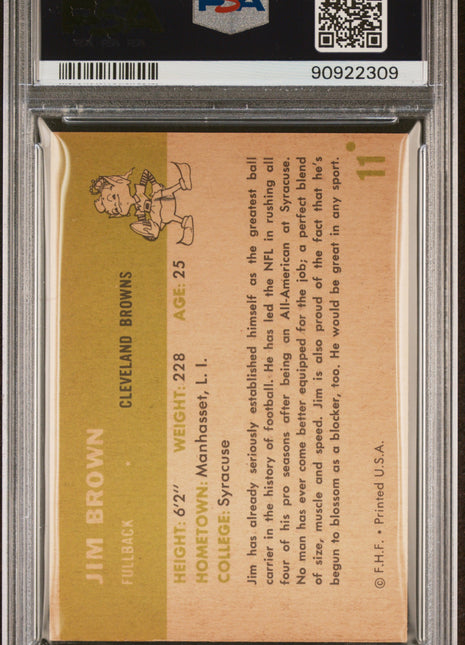 PSA
90922309
JIM BROWN
FULLBACK
CLEVELAND BROWNS
11
HEIGHT: 6'2" WEIGHT: 228 AGE: 25
HOMETOWN: Manhasset, L. I.
COLLEGE: Syracuse
Jim has already seriously established himself as the greatest ball
carrier in the history of football. He has led the NFL in rushing all
four of his pro seasons after being an All-American at Syracuse.
No man has ever come better equipped for the job; a perfect blend
of size, muscle and speed. Jim is also proud of the fact that he's
begun to blossom as a blocker, too. He would be great in any sport.
© F.H.F. • Printed U.S.A.